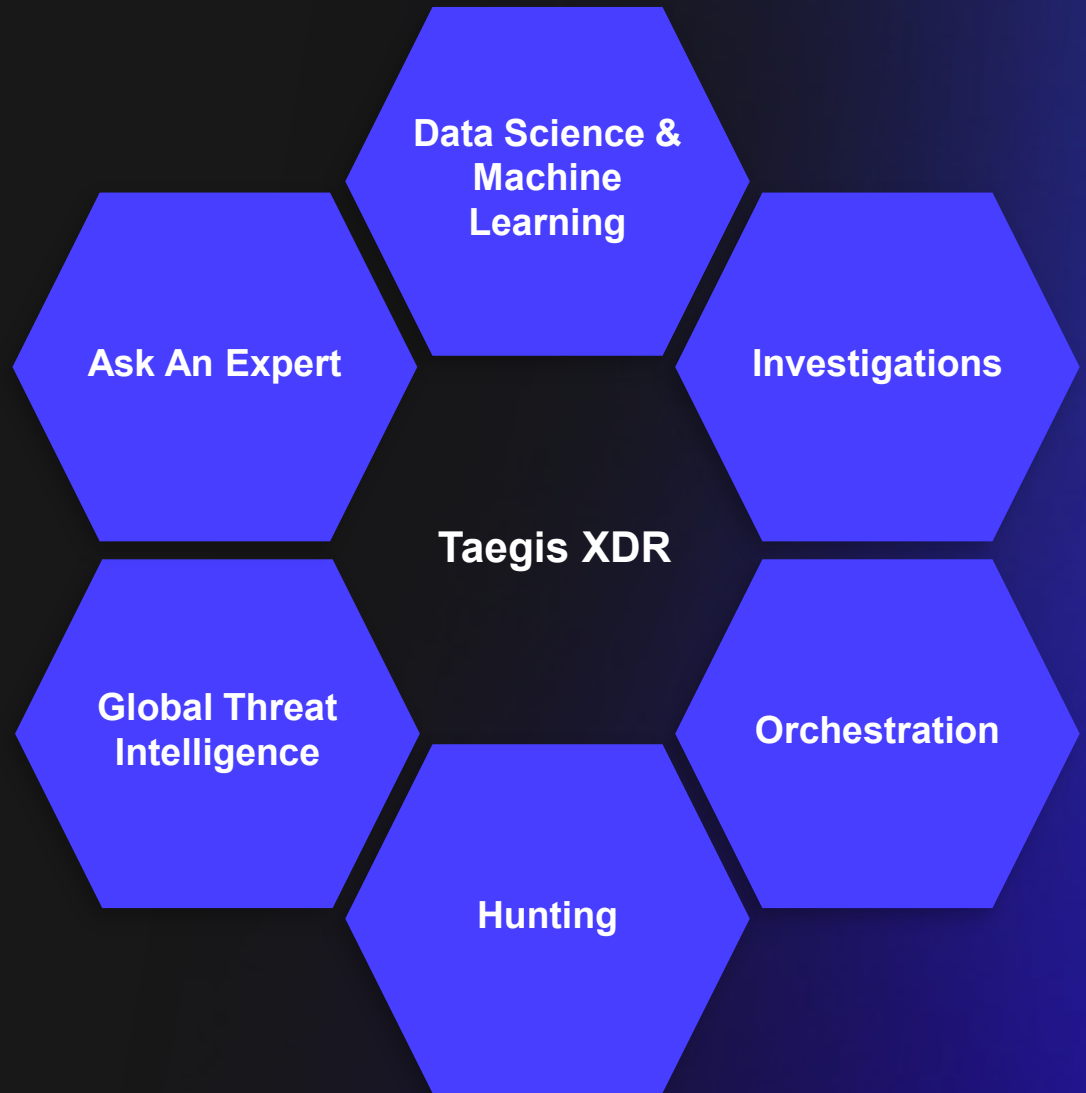 Data Science &
Machine
Learning
Ask An Expert
Investigations
Taegis XDR
Global Threat
Intelligence
Orchestration
Hunting